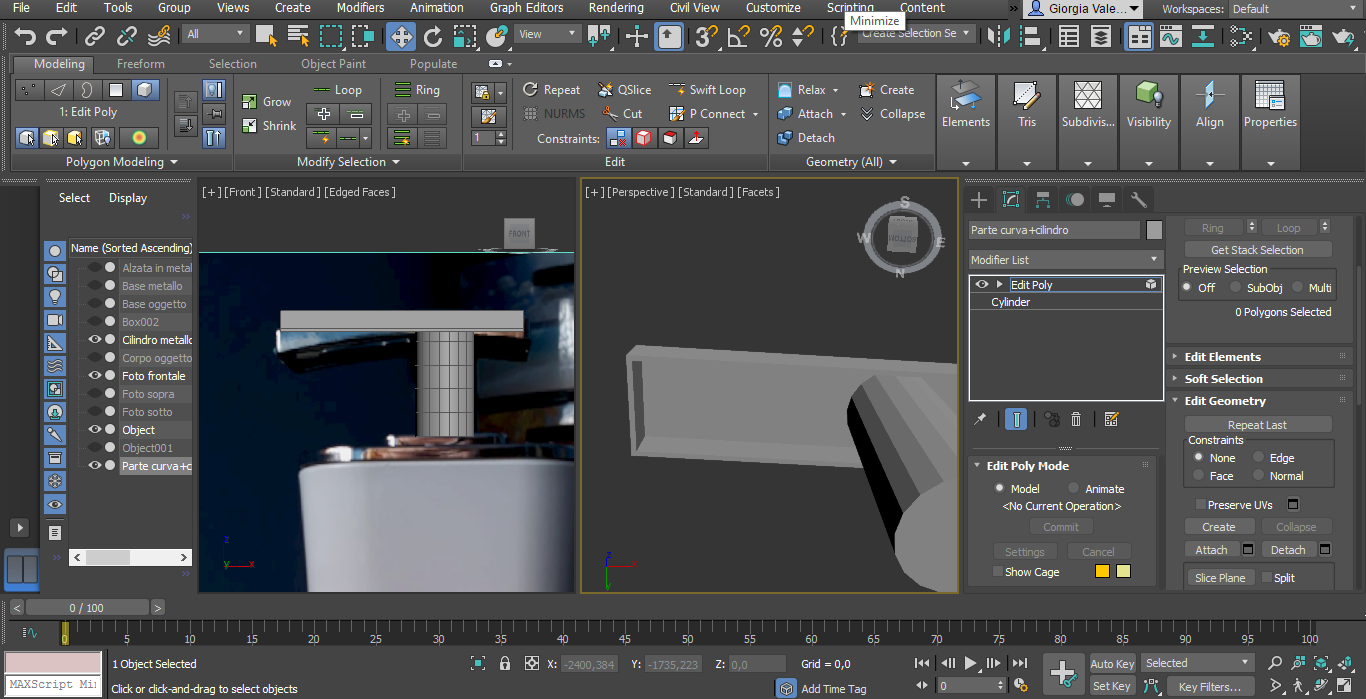 File Edit Tools Group Views Create Modifiers Animation Graph Editors Rendering Civil View Customize Scripting Content » Giorgia Vale... Workspaces: Default
Minimize
All View 3 Create Selection Se
Modeling Freeform Selection Object Paint Populate
1: Edit Poly
Polygon Modeling
Grow Loop Ring
Shrink
Modify Selection
1
Repeat QSlice Swift Loop
NURMS Cut P Connect
Constraints:
Edit
Relax Create
Attach Collapse
Detach
Geometry (All)
Elements Tris Subdivis... Visibility Align Properties
Select Display
»
Name (Sorted Ascending)
Alzata in metal
Base metallo
Base oggetto
Box002
Cilindro metallo
Corpo oggetto
Foto frontale
Foto sopra
Foto sotto
Object
Object001
Parte curva+c
» < >
»
[+] [Front ] [Standard ] [Edged Faces ]
FRONT
z
y x
[+] [Perspective ] [Standard ] [Facets ]
S
W E
N
BOTTOM
z
y
Parte curva+cilindro
Modifier List
Edit Poly
Cylinder
Edit Poly Mode
Model Animate
<No Current Operation>
Commit
Settings Cancel
Show Cage
Ring Loop
Get Stack Selection
Preview Selection
Off SubObj Multi
0 Polygons Selected
Edit Elements
Soft Selection
Edit Geometry
Repeat Last
Constraints
None Edge
Face Normal
Preserve UVs
Create Collapse
Attach Detach
Slice Plane Split
< 0 / 100 >
0 5 10 15 20 25 30 35 40 45 50 55 60 65 70 75 80 85 90 95 100
1 Object Selected X: -2400,384 Y: -1735,223 Z: 0,0 Grid = 0,0 Auto Key Selected
MAXScript Mi Click or click-and-drag to select objects Add Time Tag 0 Set Key Key Filters...